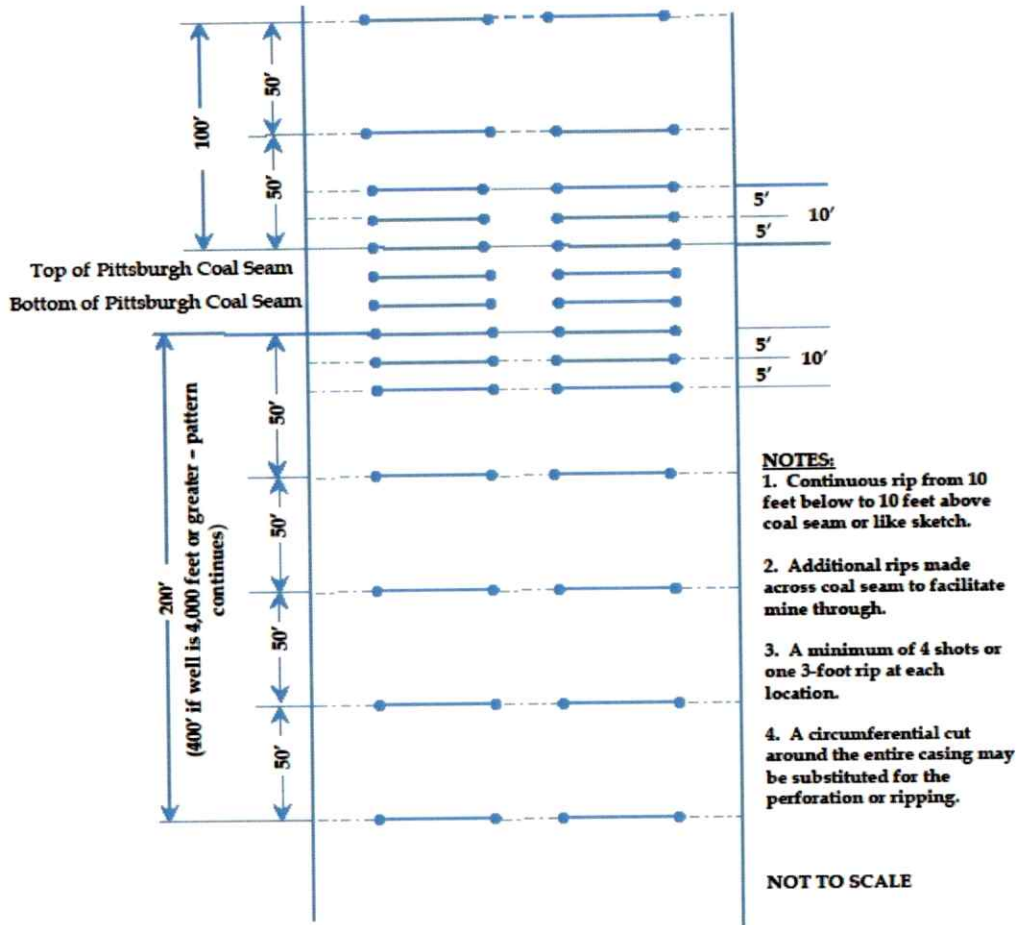 50'
100'
50'
5'
10'
5'
Top of Pittsburgh Coal Seam
Bottom of Pittsburgh Coal Seam
5'
10'
5'
50'
200'
(400' if well is 4,000 feet or greater – pattern
continues)
50'
50'
50'
NOTES:
1. Continuous rip from 10
feet below to 10 feet above
coal seam or like sketch.
2. Additional rips made
across coal seam to facilitate
mine through.
3. A minimum of 4 shots or
one 3-foot rip at each
location.
4. A circumferential cut
around the entire casing may
be substituted for the
perforation or ripping.
NOT TO SCALE